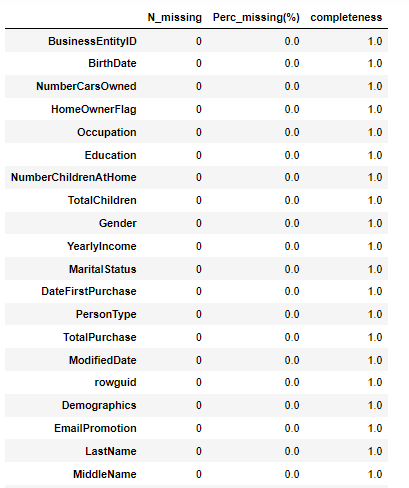 N_missing Perc_missing(%) completeness
BusinessEntityID 0 0.0 1.0
BirthDate 0 0.0 1.0
NumberCarsOwned 0 0.0 1.0
HomeOwnerFlag 0 0.0 1.0
Occupation 0 0.0 1.0
Education 0 0.0 1.0
NumberChildrenAtHome 0 0.0 1.0
TotalChildren 0 0.0 1.0
Gender 0 0.0 1.0
YearlyIncome 0 0.0 1.0
MaritalStatus 0 0.0 1.0
DateFirstPurchase 0 0.0 1.0
PersonType 0 0.0 1.0
TotalPurchase 0 0.0 1.0
ModifiedDate 0 0.0 1.0
rowguid 0 0.0 1.0
Demographics 0 0.0 1.0
EmailPromotion 0 0.0 1.0
LastName 0 0.0 1.0
MiddleName 0 0.0 1.0